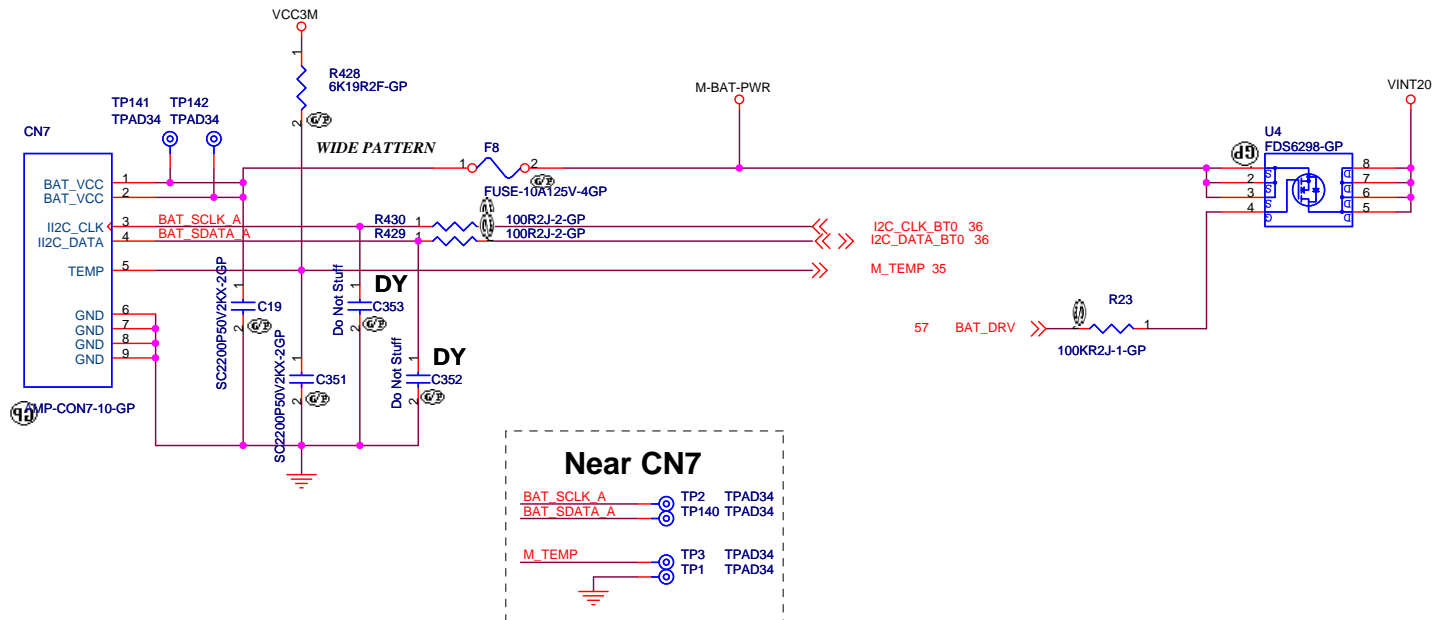 VCC3M
R428
6K19R2F-GP
1
2
G/P
WIDE PATTERN
TP141 TP142
TPAD34 TPAD34
CN7
BAT_VCC 1
BAT_VCC 2
II2C_CLK 3 BAT_SCLK_A
II2C_DATA 4 BAT_SDATA_A
TEMP 5
GND 6
GND 7
GND 8
GND 9
GP
AMP-CON7-10-GP
1 F8 2
G/P
FUSE-10A125V-4GP
M-BAT-PWR
R430 1 100R2J-2-GP
R429 1 100R2J-2-GP
I2C_CLK_BT0 36
I2C_DATA_BT0 36
M_TEMP 35
1
C19
2 G/P
SC2200P50V2KX-2GP
1
C351
2 G/P
SC2200P50V2KX-2GP
DY
1
C353
2 G/P
Do Not Stuff
DY
1
C352
2 G/P
Do Not Stuff
VINT20
U4
FDS6298-GP
GP
1 S D 8
2 S D 7
3 S D 6
4 G D 5
R23
2 1
57 BAT_DRV
100KR2J-1-GP
Near CN7
BAT_SCLK_A TP2 TPAD34
BAT_SDATA_A TP140 TPAD34
M_TEMP TP3 TPAD34
TP1 TPAD34